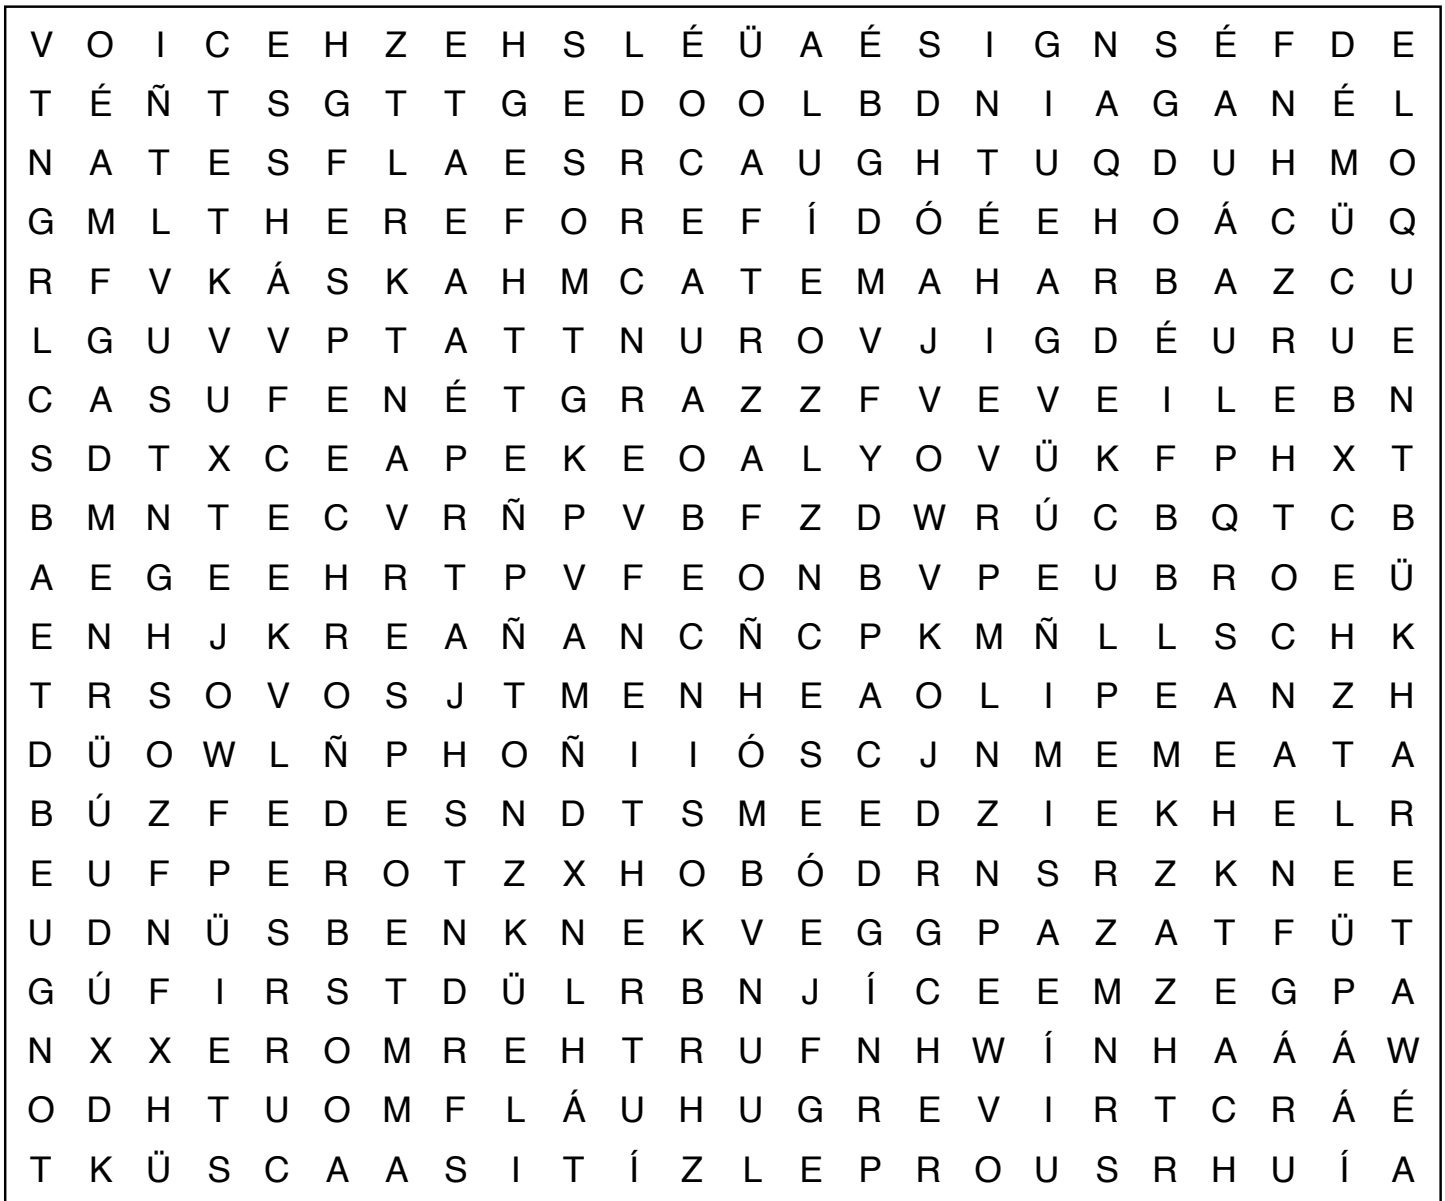 V O I C E H Z E H S L É Ü A É S I G N S É F D E
T É Ñ T S G T T G E D O O L B D N I A G A N É L
N A T E S F L A E S R C A U G H T U Q D U H M O
G M L T H E R E F O R E F Í D Ó É E H O Á C Ü Q
R F V K Á S K A H M C A T E M A H A R B A Z C U
L G U V V P T A T T N U R O V J I G D É U R U E
C A S U F E N É T G R A Z Z F V E V E I L E B N
S D T X C E A P E K E O A L Y O V Ü K F P H X T
B M N T E C V R Ñ P V B F Z D W R Ú C B Q T C B
A E G E E H R T P V F E O N B V P E U B R O E Ü
E N H J K R E A Ñ A N C Ñ C P K M Ñ L L S C H K
T R S O V O S J T M E N H E A O L I P E A N Z H
D Ü O W L Ñ P H O Ñ I I Ó S C J N M E M E A T A
B Ú Z F E D E S N D T S M E E D Z I E K H E L R
E U F P E R O T Z X H O B Ó D R N S R Z K N E E
U D N Ü S B E N K N E K V E G G P A Z A T F Ü T
G Ú F I R S T D Ü L R B N J Í C E E M Z E G P A
N X X E R O M R E H T R U F N H W Í N H A Á Á W
O D H T U O M F L Á U H U G R E V I R T C R Á É
T K Ü S C A A S I T Í Z L E P R O U S R H U Í A